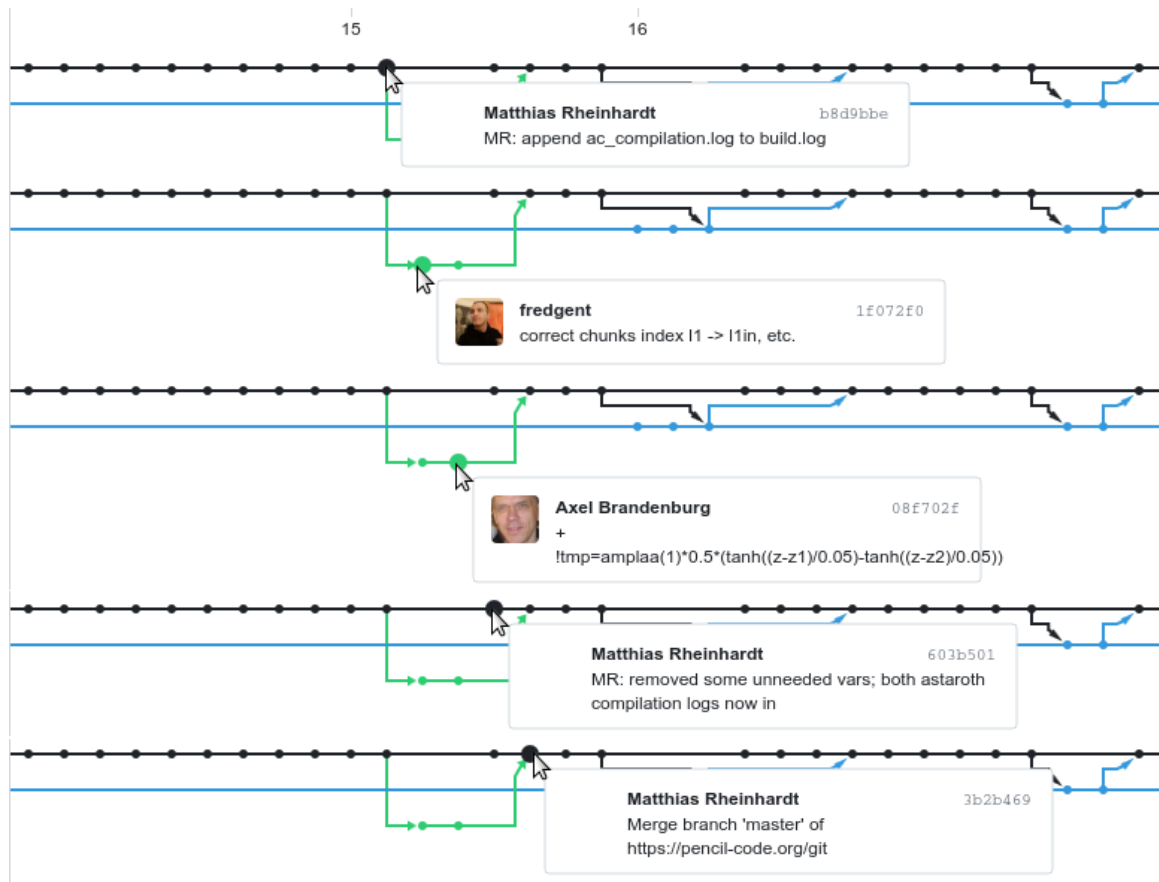 15 16
Matthias Rheinhardt b8d9bbe
MR: append ac_compilation.log to build.log
fredgent 1f072f0
correct chunks index l1 -> l1in, etc.
Axel Brandenburg 08f702f
+
!tmp=amplaa(1)*0.5*(tanh((z-z1)/0.05)-tanh((z-z2)/0.05))
Matthias Rheinhardt 603b501
MR: removed some unneeded vars; both astaroth
compilation logs now in
Matthias Rheinhardt 3b2b469
Merge branch 'master' of
https://pencil-code.org/git